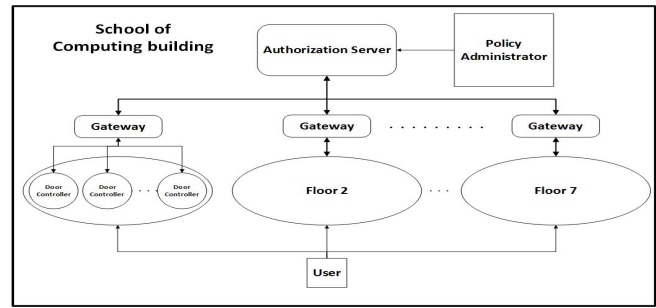 School of
Computing building
Authorization Server
Policy
Administrator
Gateway
Gateway
. . . . . . . . .
Gateway
Door
Controller
Door
Controller
. . .
Door
Controller
Floor 2
. . .
Floor 7
User